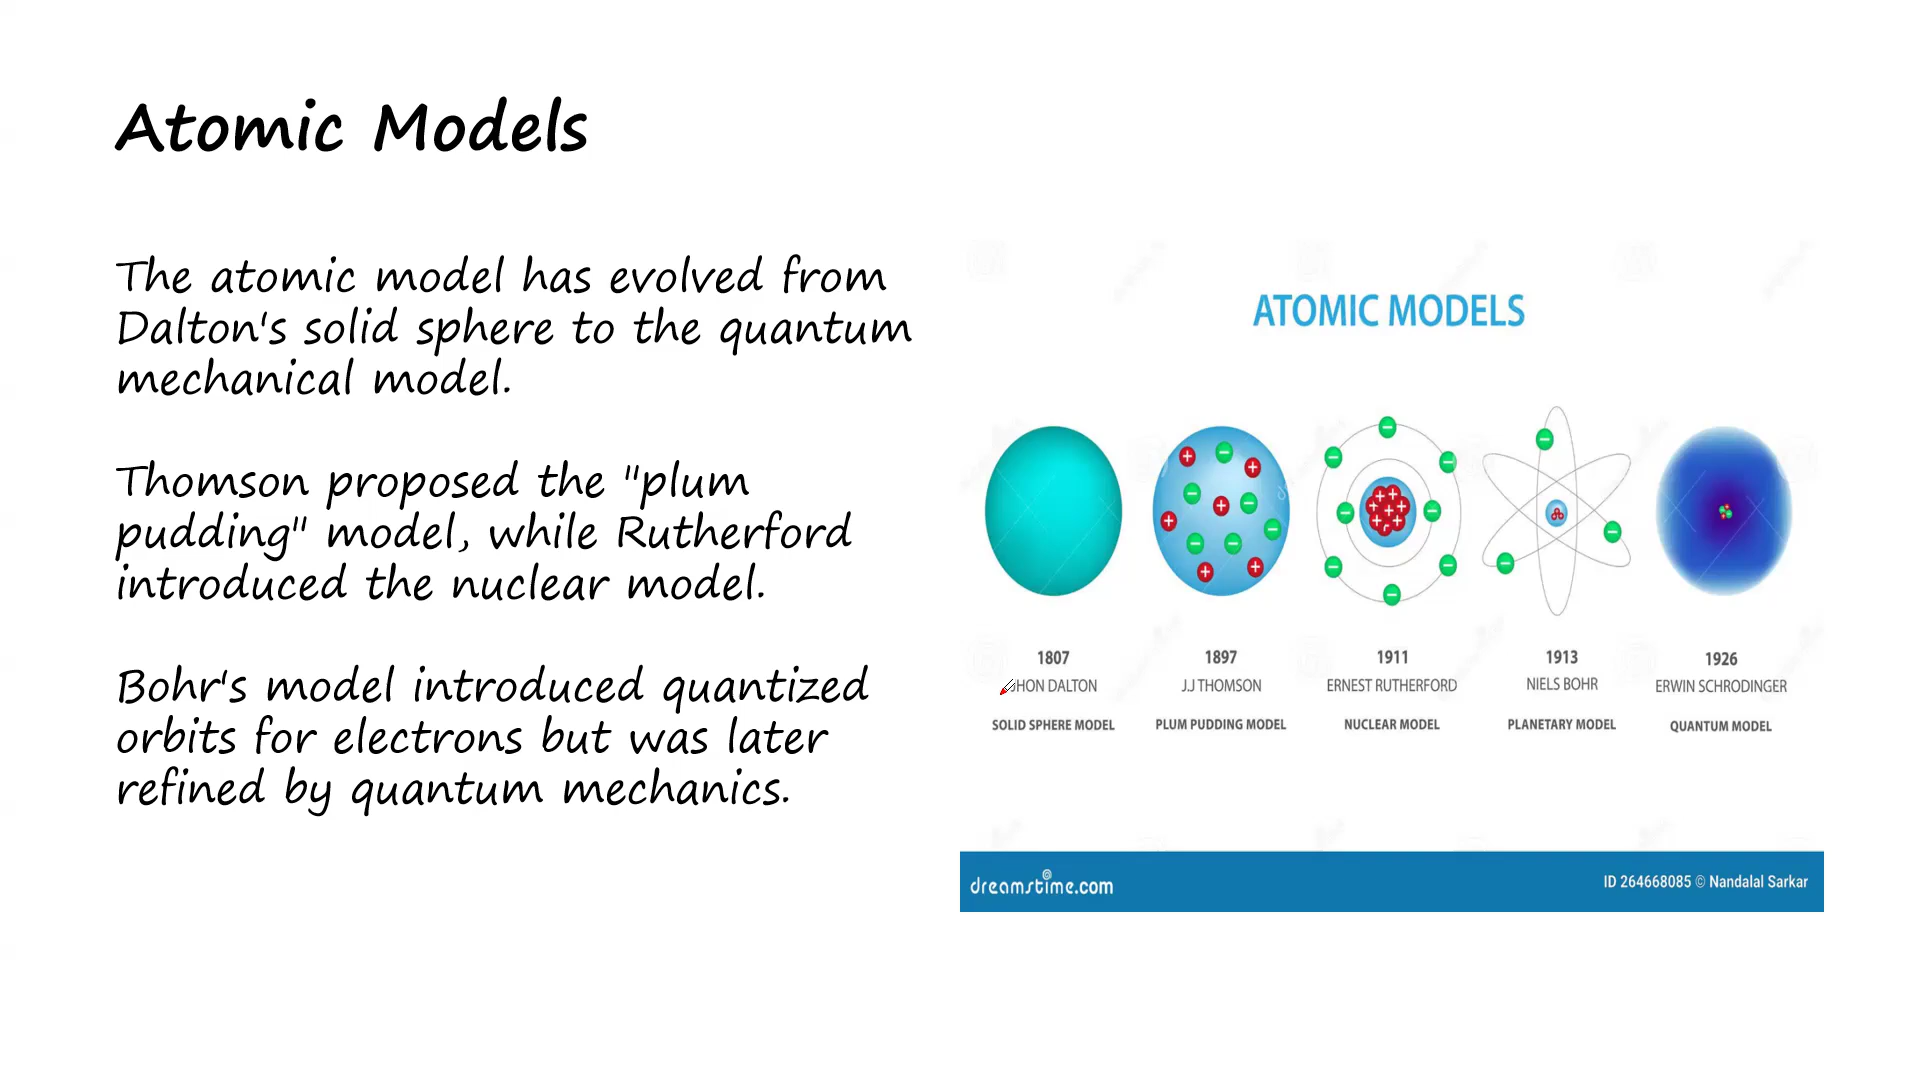 Atomic Models
The atomic model has evolved from
Dalton's solid sphere to the quantum
mechanical model.
Thomson proposed the "plum
pudding" model, while Rutherford
introduced the nuclear model.
Bohr's model introduced quantized
orbits for electrons but was later
refined by quantum mechanics.
ATOMIC MODELS
1807
DALTON
SOLID SPHERE MODEL
1897
J.J THOMSON
PLUM PUDDING MODEL
1911
ERNEST RUTHERFORD
NUCLEAR MODEL
1913
NIELS BOHR
PLANETARY MODEL
1926
ERWIN SCHRODINGER
QUANTUM MODEL
dreamstime.com
ID 264668085 © Nandalal Sarkar